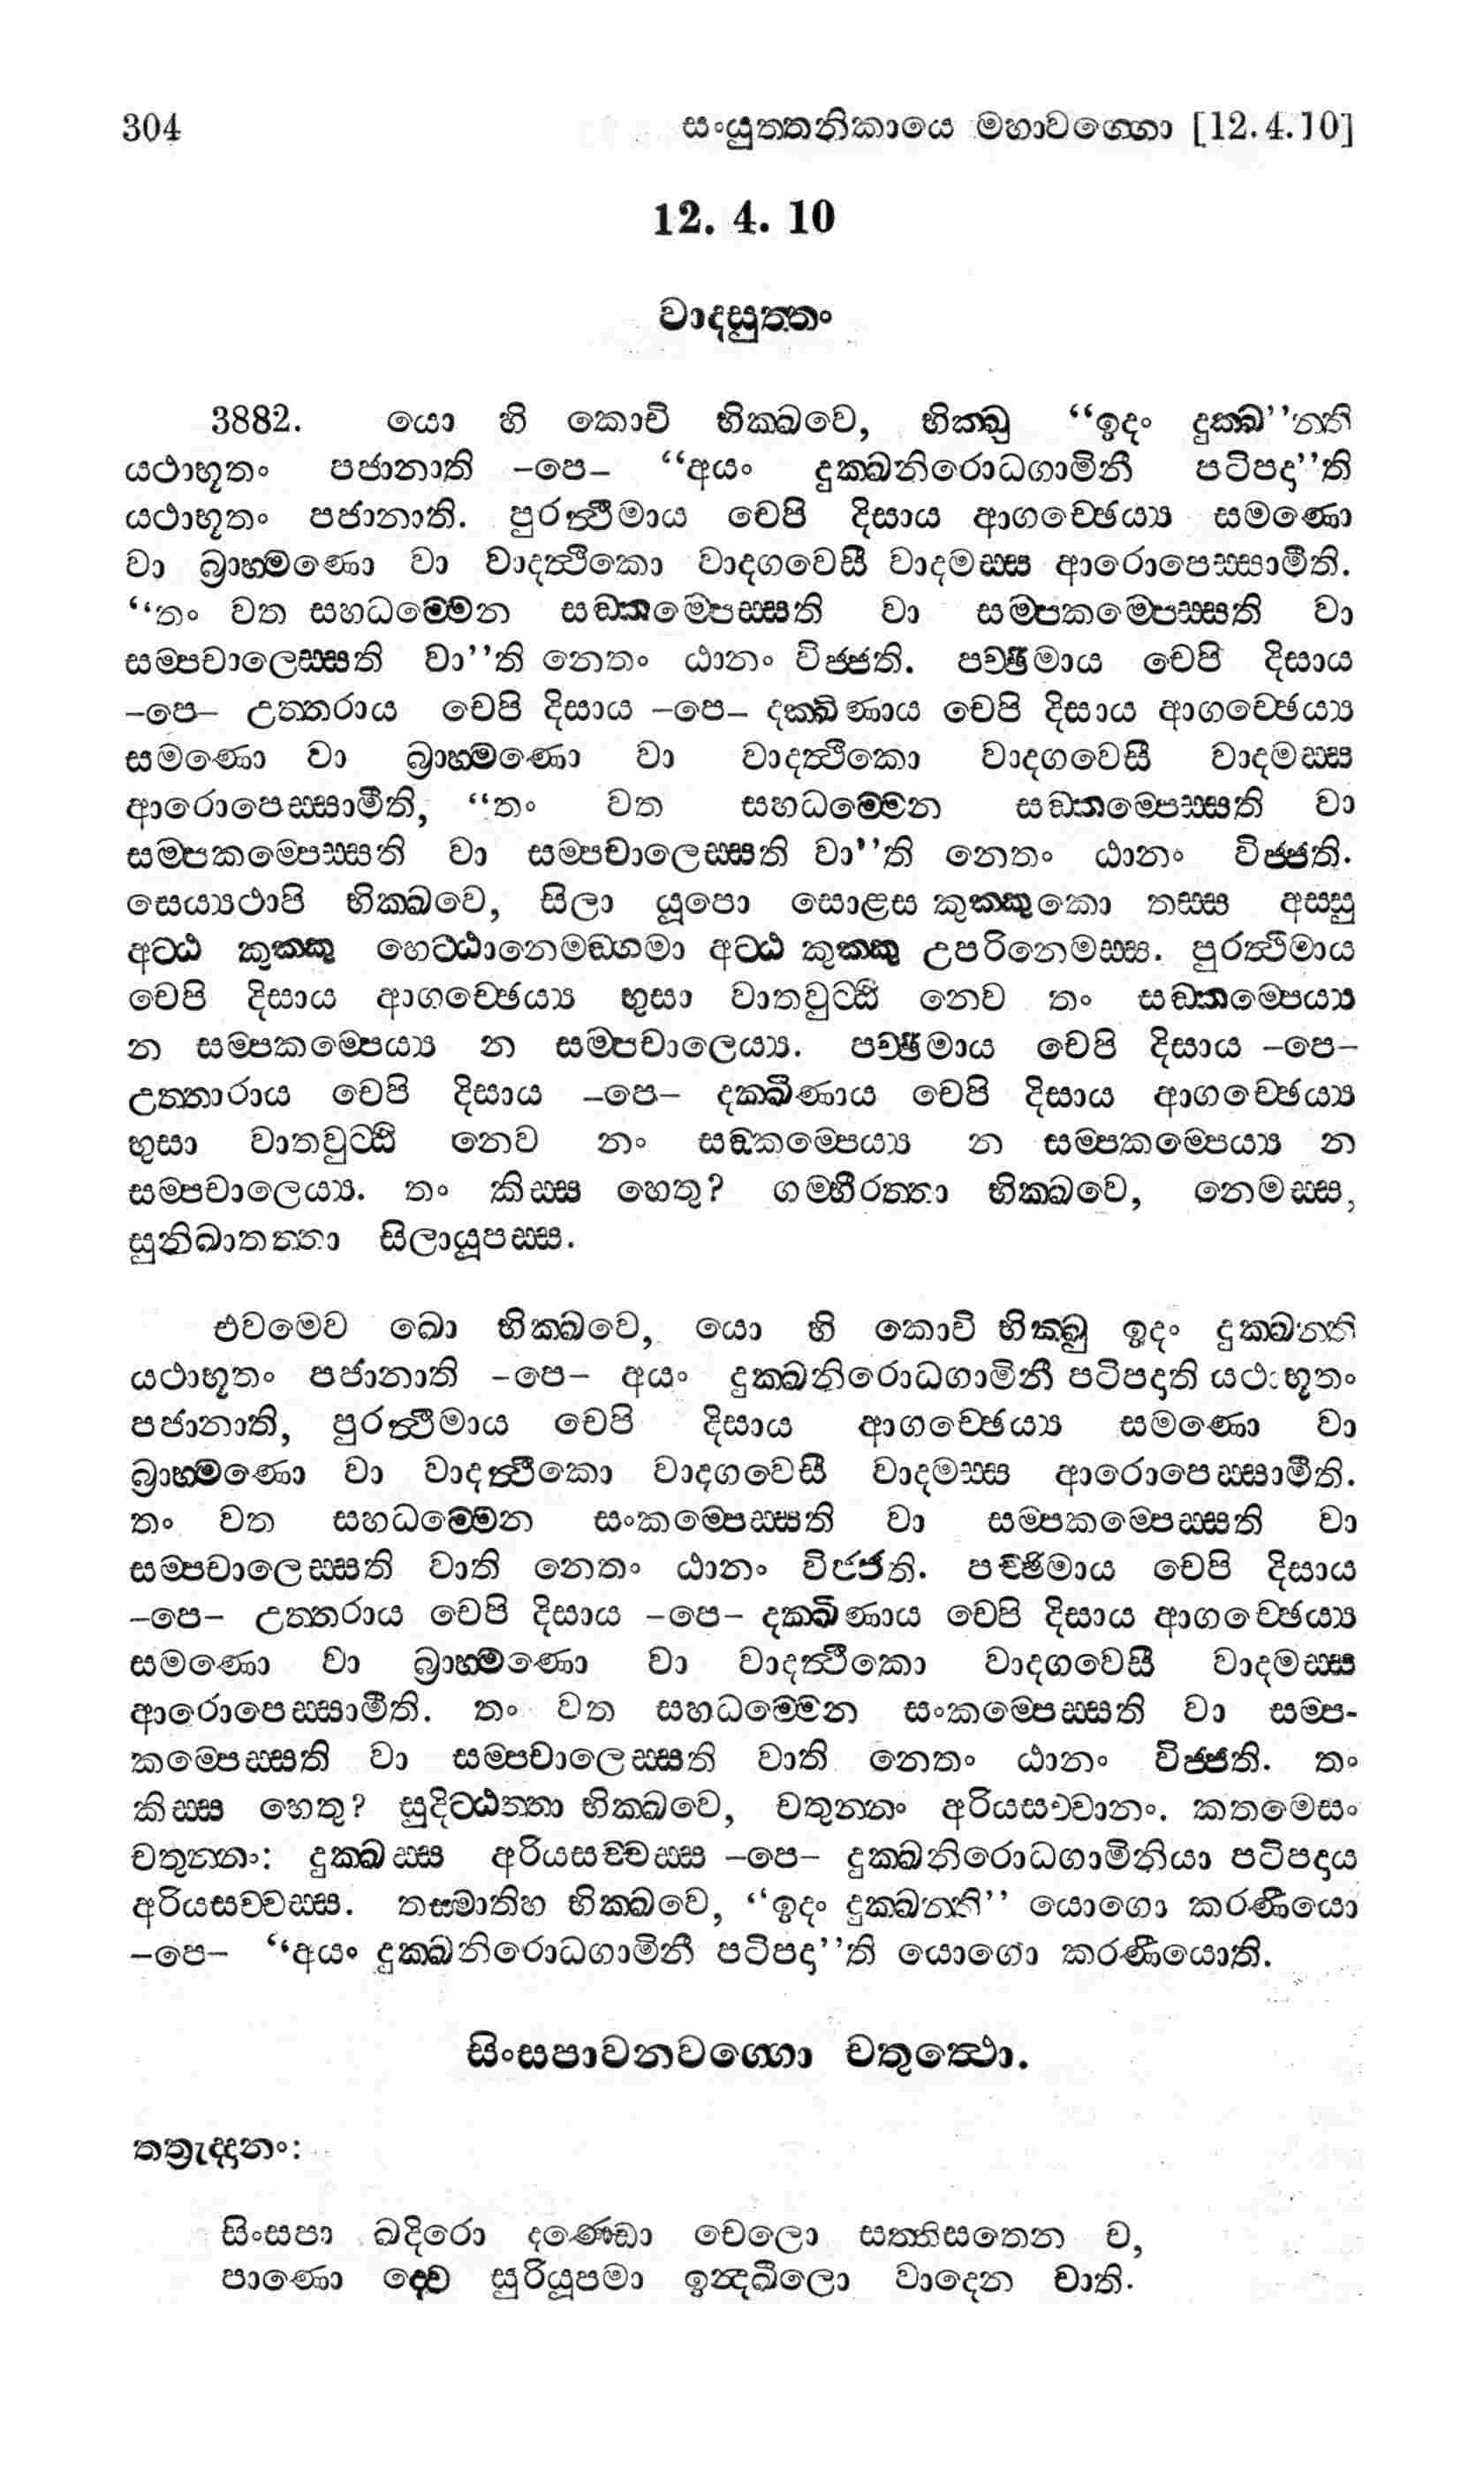 304 සංයුත්තනිකායෙ මහාවග්ගො [12.4.10]
12. 4. 10
වාදසුත්තං
3882. යො හි කොචි භික්ඛවෙ, භික්ඛු “ඉදං දුක්ඛ”න්ති
යථාභූතං පජානාති –පෙ– “අයං දුක්ඛනිරොධගාමිනී පටිපදා”ති
යථාභූතං පජානාති. පුරත්ථිමාය චෙපි දිසාය ආගච්ඡෙය්‍ය සමණො
වා බ්‍රාහ්මණො වා වාදත්ථිකො වාදගවෙසී වාදමස්ස ආරොපෙස්සාමීති.
“තං වත සහධම්මෙන සඞ්කම්පෙස්සති වා සම්පකම්පෙස්සති වා
සම්පචාලෙස්සති වා”ති නෙතං ඨානං විජ්ජති. පච්ඡිමාය චෙපි දිසාය
–පෙ– උත්තරාය චෙපි දිසාය –පෙ– දක්ඛිණාය චෙපි දිසාය ආගච්ඡෙය්‍ය
සමණො වා බ්‍රාහ්මණො වා වාදත්ථිකො වාදගවෙසී වාදමස්ස
ආරොපෙස්සාමීති, “තං වත සහධම්මෙන සඞ්කම්පෙස්සති වා
සම්පකම්පෙස්සති වා සම්පචාලෙස්සති වා”ති නෙතං ඨානං විජ්ජති.
සෙය්‍යථාපි භික්ඛවෙ, සිලා යූපො සොළස කුක්කුකො තස්ස අස්සු
අට්ඨ කුක්කු හෙට්ඨානෙමඞ්ගමා අට්ඨ කුක්කු උපරිනෙමස්ස. පුරත්ථිමාය
චෙපි දිසාය ආගච්ඡෙය්‍ය භුසා වාතවුට්ඨි නෙව තං සඞ්කම්පෙය්‍ය
න සම්පකම්පෙය්‍ය න සම්පචාලෙය්‍ය. පච්ඡිමාය චෙපි දිසාය –පෙ–
උත්තාරාය චෙපි දිසාය –පෙ– දක්ඛිණාය චෙපි දිසාය ආගච්ඡෙය්‍ය
භුසා වාතවුට්ඨි නෙව නං සඞ්කම්පෙය්‍ය න සම්පකම්පෙය්‍ය න
සම්පචාලෙය්‍ය. තං කිස්ස හෙතු? ගම්භීරත්තා භික්ඛවෙ, නෙමස්ස,
සුනිඛාතත්තා සිලායූපස්ස.
එවමෙව ඛො භික්ඛවෙ, යො හි කොචි භික්ඛු ඉදං දුක්ඛන්ති
යථාභූතං පජානාති –පෙ– අයං දුක්ඛනිරොධගාමිනී පටිපදාති යථාභූතං
පජානාති, පුරත්ථිමාය චෙපි දිසාය ආගච්ඡෙය්‍ය සමණො වා
බ්‍රාහ්මණො වා වාදත්ථිකො වාදගවෙසී වාදමස්ස ආරොපෙස්සාමීති.
තං වත සහධම්මෙන සංකම්පෙස්සති වා සම්පකම්පෙස්සති වා
සම්පචාලෙස්සති වාති නෙතං ඨානං විජ්ජති. පච්ඡිමාය චෙපි දිසාය
–පෙ– උත්තරාය චෙපි දිසාය –පෙ– දක්ඛිණාය චෙපි දිසාය ආගච්ඡෙය්‍ය
සමණො වා බ්‍රාහ්මණො වා වාදත්ථිකො වාදගවෙසී වාදමස්ස
ආරොපෙස්සාමීති. තං වත සහධම්මෙන සංකම්පෙස්සති වා සම්ප-
කම්පෙස්සති වා සම්පචාලෙස්සති වාති නෙතං ඨානං විජ්ජති. තං
කිස්ස හෙතු? සුදිට්ඨත්තා භික්ඛවෙ, චතුන්නං අරියසච්චානං. කතමෙසං
චතුන්නං: දුක්ඛස්ස අරියසච්චස්ස –පෙ– දුක්ඛනිරොධගාමිනියා පටිපදාය
අරියසච්චස්ස. තස්මාතිහ භික්ඛවෙ, “ඉදං දුක්ඛන්ති” යොගො කරණීයො
–පෙ– “අයං දුක්ඛනිරොධගාමිනී පටිපදා”ති යොගො කරණීයොති.
සිංසපාවනවග්ගො චතුත්ථො.
තත්‍රුද්දානං:
සිංසපා ඛදිරො දණ්ඩො චෙලො සත්තිසතෙන ච,
පාණො ද්වෙ සුරියූපමා ඉන්දඛීලො වාදෙන චාති.